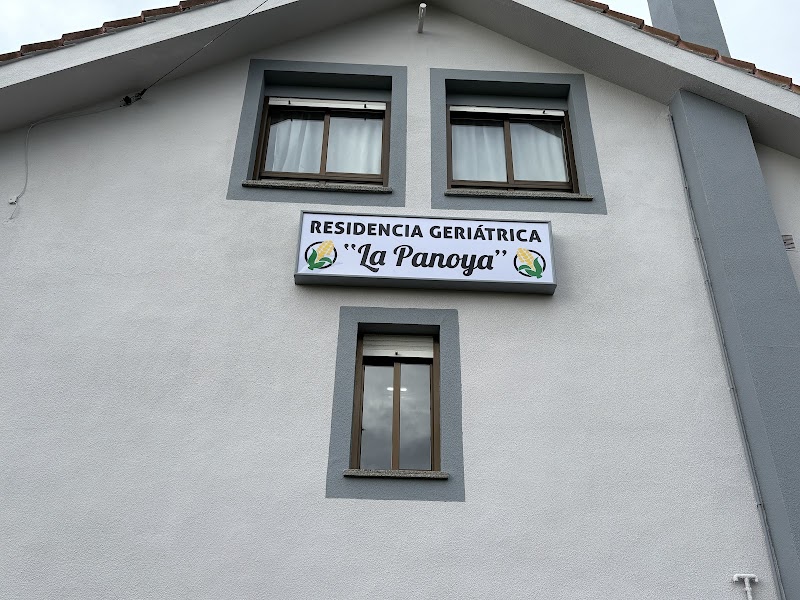 RESIDENCIA GERIÁTRICA
"La Panoya"